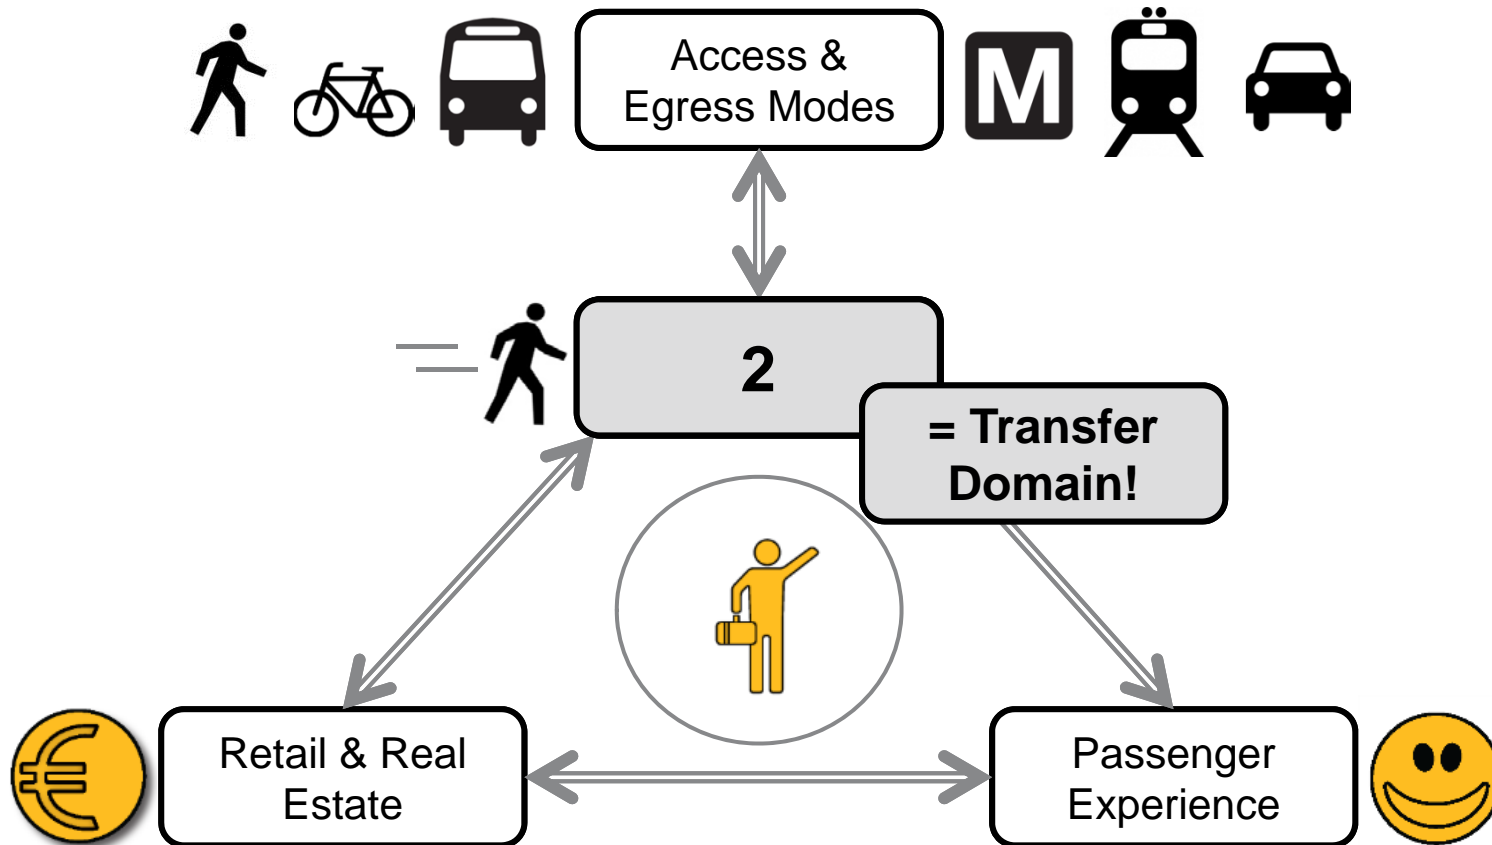 Access &
Egress Modes
M
2
= Transfer
Domain!
€
Retail & Real
Estate
Passenger
Experience